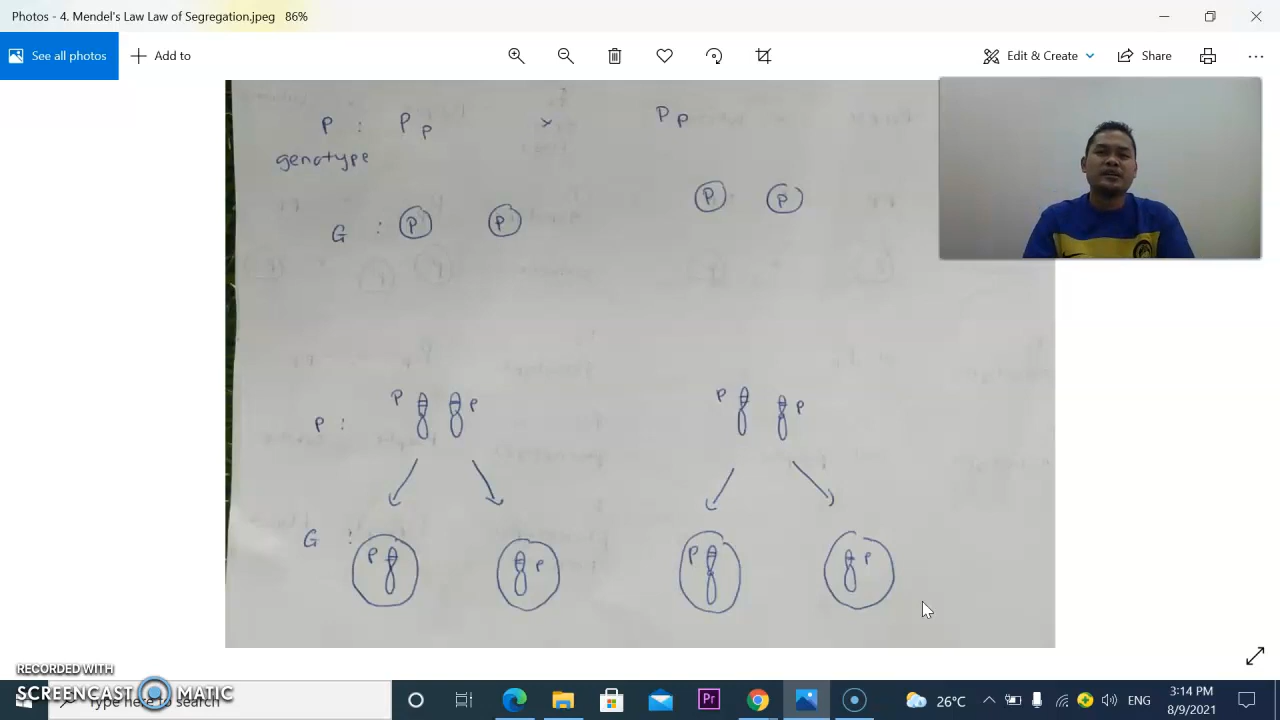 Photos - 4. Mendel's Law Law of Segregation.jpeg 86%
See all photos
Add to
Edit & Create
Share
P : Pp x Pp
genotype
G : P p P p
P : P p P p
G : P p P p
RECORDED WITH
SCREENCAST MATIC
Type here to search
Pr
26°C
ENG
3:14 PM
8/9/2021